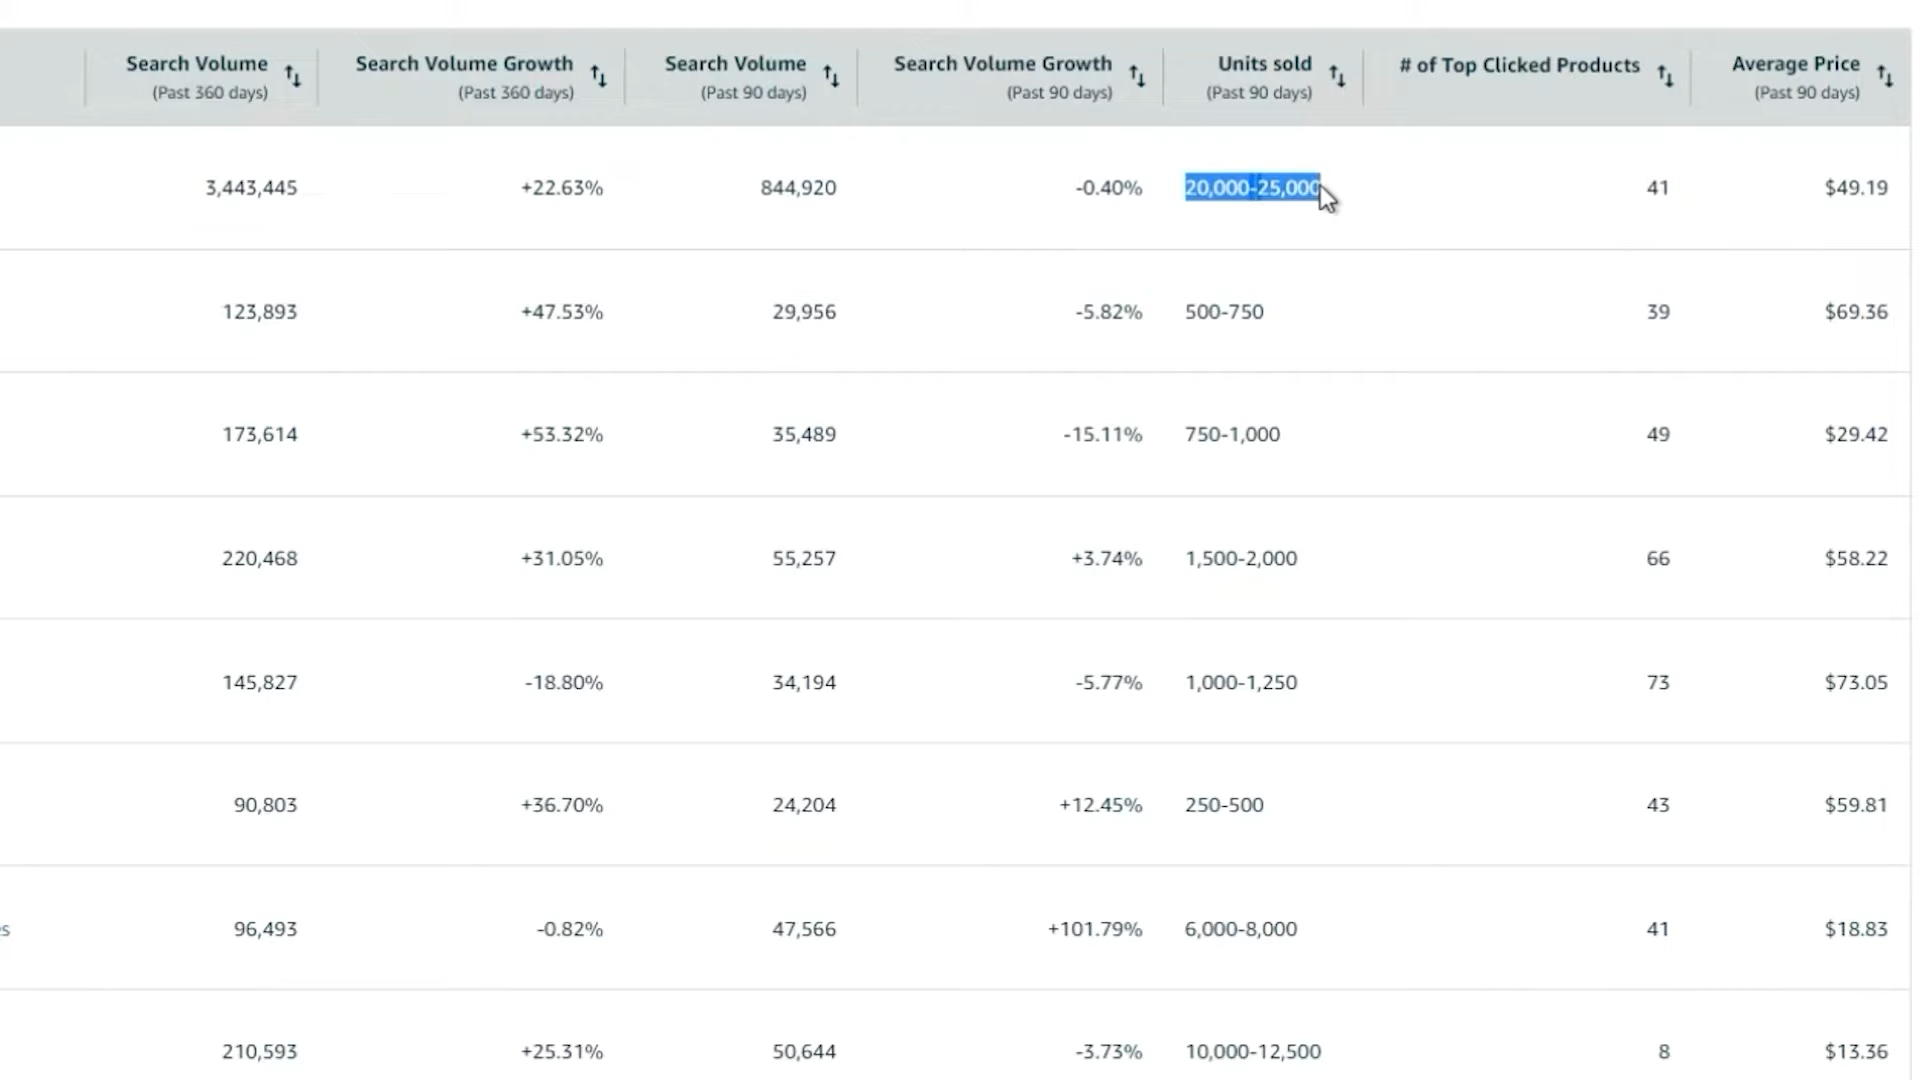 Search Volume Search Volume Growth Search Volume Search Volume Growth Units sold # of Top Clicked Products Average Price
(Past 360 days) (Past 360 days) (Past 90 days) (Past 90 days) (Past 90 days) (Past 90 days)
3,443,445 +22.63% 844,920 -0.40% 20,000-25,000 41 $49.19
123,893 +47.53% 29,956 -5.82% 500-750 39 $69.36
173,614 +53.32% 35,489 -15.11% 750-1,000 49 $29.42
220,468 +31.05% 55,257 +3.74% 1,500-2,000 66 $58.22
145,827 -18.80% 34,194 -5.77% 1,000-1,250 73 $73.05
90,803 +36.70% 24,204 +12.45% 250-500 43 $59.81
96,493 -0.82% 47,566 +101.79% 6,000-8,000 41 $18.83
210,593 +25.31% 50,644 -3.73% 10,000-12,500 8 $13.36